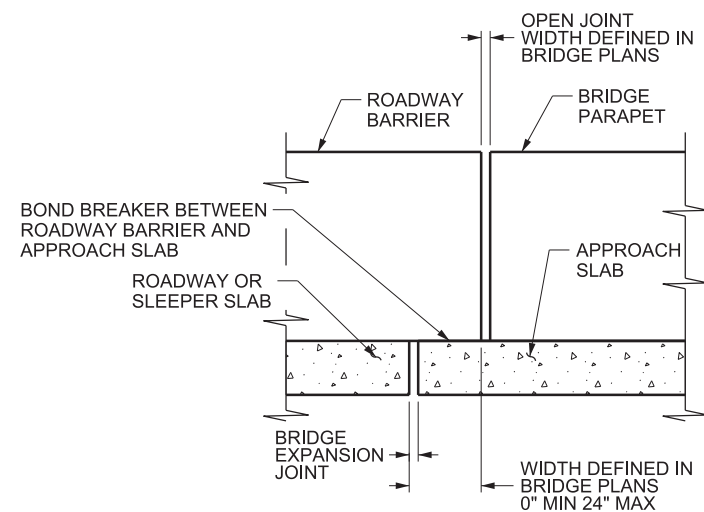 OPEN JOINT
WIDTH DEFINED IN
BRIDGE PLANS
ROADWAY
BARRIER
BRIDGE
PARAPET
BOND BREAKER BETWEEN
ROADWAY BARRIER AND
APPROACH SLAB
APPROACH
SLAB
ROADWAY OR
SLEEPER SLAB
BRIDGE
EXPANSION
JOINT
WIDTH DEFINED IN
BRIDGE PLANS
0" MIN 24" MAX